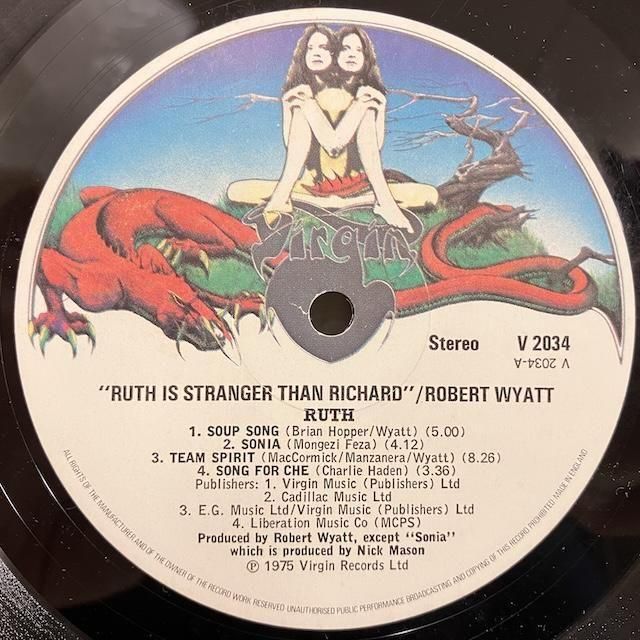 Virgin
Stereo V 2034
V 2034-A
"RUTH IS STRANGER THAN RICHARD"/ROBERT WYATT
RUTH
1. SOUP SONG (Brian Hopper/Wyatt) (5.00)
2. SONIA (Mongezi Feza) (4.12)
3. TEAM SPIRIT (MacCormick/Manzanera/Wyatt) (8.26)
4. SONG FOR CHE (Charlie Haden) (3.36)
Publishers: 1. Virgin Music (Publishers) Ltd
2. Cadillac Music Ltd
3. E.G. Music Ltd/Virgin Music (Publishers) Ltd
4. Liberation Music Co (MCPS)
Produced by Robert Wyatt, except "Sonia"
which is produced by Nick Mason
Ⓟ 1975 Virgin Records Ltd
ALL RIGHTS OF THE MANUFACTURER AND OF THE OWNER OF THE RECORD WORK RESERVED UNAUTHORISED PUBLIC PERFORMANCE BROADCASTING AND COPYING OF THIS RECORD PROHIBITED. MADE IN ENGLAND